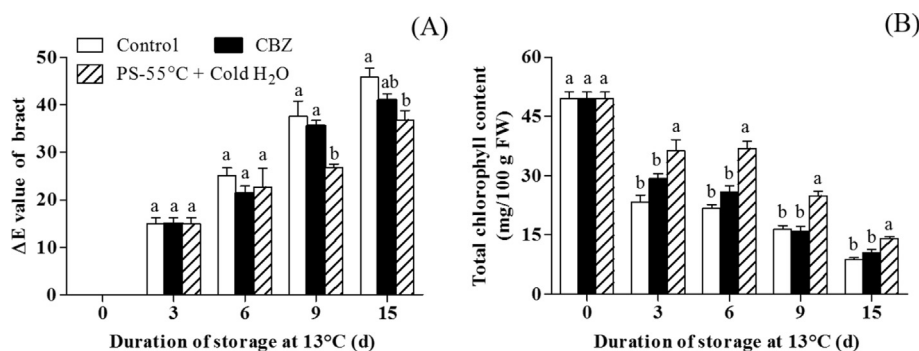 (A)
Control
CBZ
PS-55°C + Cold H₂O
ΔE value of bract
50
40
30
20
10
0
a a a
a a a
a a b
a ab b
0 3 6 9 15
Duration of storage at 13°C (d)
(B)
Total chlorophyll content
(mg/100 g FW)
60
45
30
15
0
a a a
b b a
b b a
b b a
b b a
0 3 6 9 15
Duration of storage at 13°C (d)